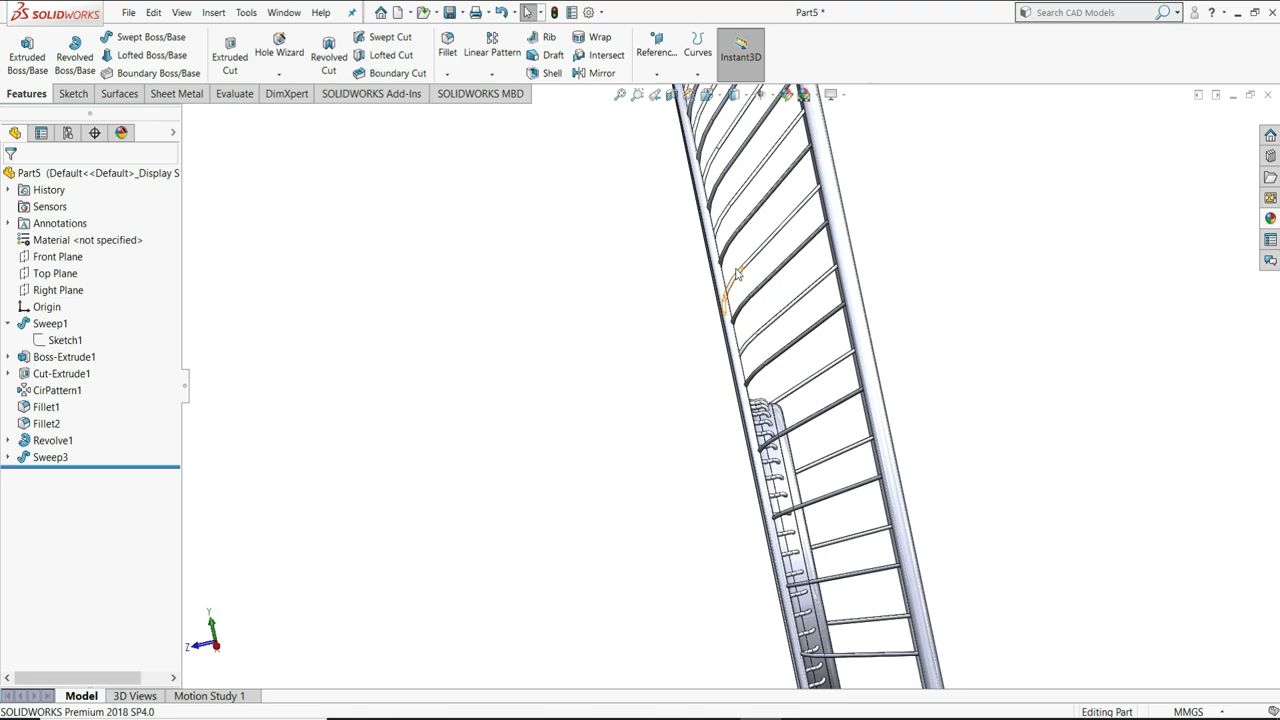 SOLIDWORKS File Edit View Insert Tools Window Help Part5 * Search CAD Models ?
Extruded Boss/Base Revolved Boss/Base Swept Boss/Base Lofted Boss/Base Boundary Boss/Base Extruded Cut Hole Wizard Revolved Cut Swept Cut Lofted Cut Boundary Cut Fillet Linear Pattern Rib Draft Shell Wrap Intersect Mirror Referenc... Curves Instant3D
Features Sketch Surfaces Sheet Metal Evaluate DimXpert SOLIDWORKS Add-Ins SOLIDWORKS MBD
Part5 (Default<<Default>_Display S
History
Sensors
Annotations
Material <not specified>
Front Plane
Top Plane
Right Plane
Origin
Sweep1
Sketch1
Boss-Extrude1
Cut-Extrude1
CirPattern1
Fillet1
Fillet2
Revolve1
Sweep3
Y
Z
Model 3D Views Motion Study 1
SOLIDWORKS Premium 2018 SP4.0 Editing Part MMGS